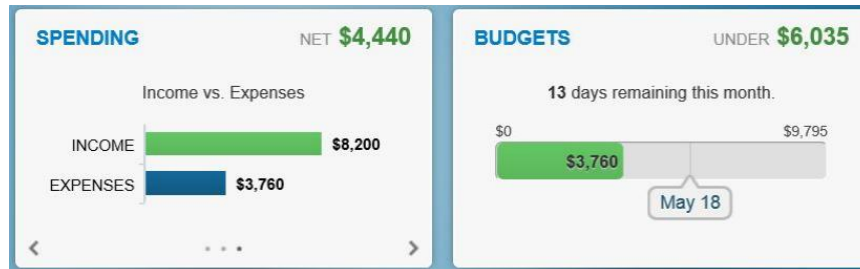 SPENDING
NET $4,440
Income vs. Expenses
INCOME
$8,200
EXPENSES
$3,760
BUDGETS
UNDER $6,035
13 days remaining this month.
$0
$9,795
$3,760
May 18